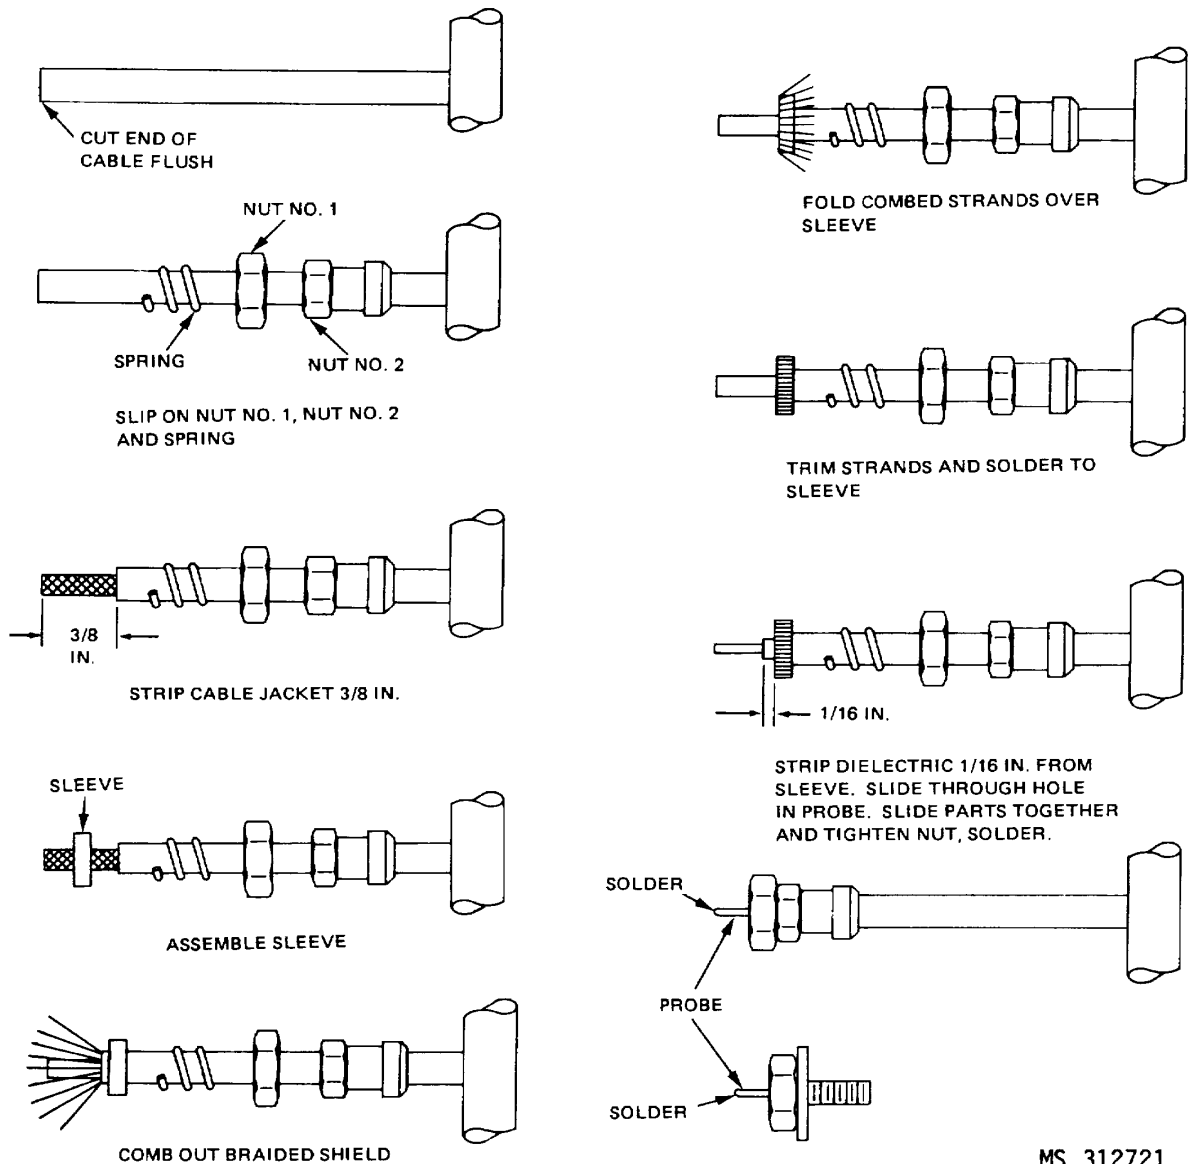 CUT END OF
CABLE FLUSH
NUT NO. 1
SPRING
NUT NO. 2
SLIP ON NUT NO. 1, NUT NO. 2
AND SPRING
3/8
IN.
STRIP CABLE JACKET 3/8 IN.
SLEEVE
ASSEMBLE SLEEVE
COMB OUT BRAIDED SHIELD
FOLD COMBED STRANDS OVER
SLEEVE
TRIM STRANDS AND SOLDER TO
SLEEVE
1/16 IN.
STRIP DIELECTRIC 1/16 IN. FROM
SLEEVE. SLIDE THROUGH HOLE
IN PROBE. SLIDE PARTS TOGETHER
AND TIGHTEN NUT, SOLDER.
SOLDER
PROBE
SOLDER
MS 312721